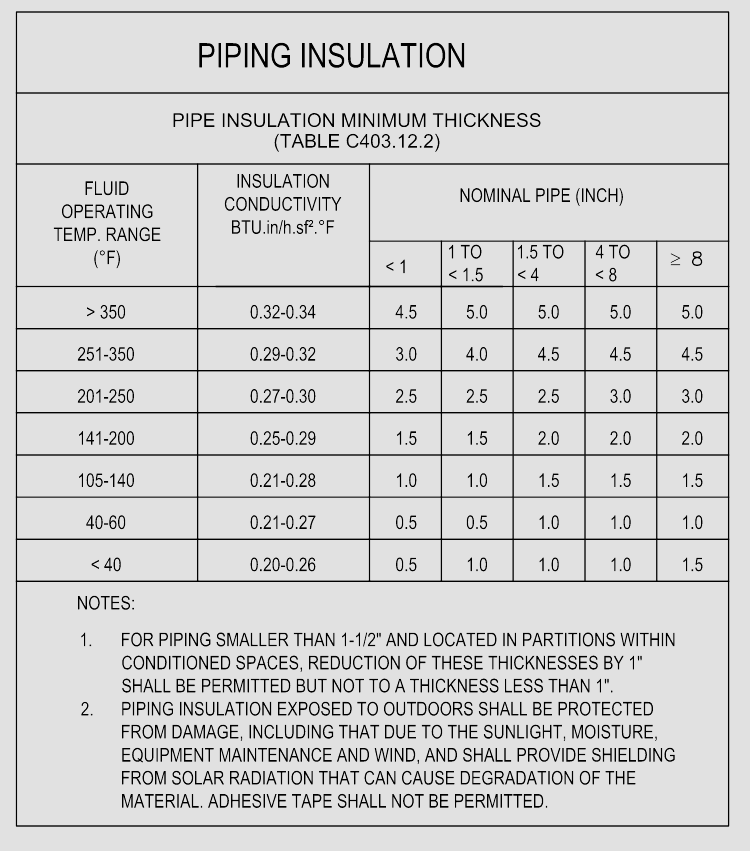 PIPING INSULATION
PIPE INSULATION MINIMUM THICKNESS
(TABLE C403.12.2)
FLUID
OPERATING
TEMP. RANGE
(°F)
INSULATION
CONDUCTIVITY
BTU.in/h.sf².°F
NOMINAL PIPE (INCH)
< 1
1 TO
< 1.5
1.5 TO
< 4
4 TO
< 8
≥ 8
> 350 0.32-0.34 4.5 5.0 5.0 5.0 5.0
251-350 0.29-0.32 3.0 4.0 4.5 4.5 4.5
201-250 0.27-0.30 2.5 2.5 2.5 3.0 3.0
141-200 0.25-0.29 1.5 1.5 2.0 2.0 2.0
105-140 0.21-0.28 1.0 1.0 1.5 1.5 1.5
40-60 0.21-0.27 0.5 0.5 1.0 1.0 1.0
< 40 0.20-0.26 0.5 1.0 1.0 1.0 1.5
NOTES:
1. FOR PIPING SMALLER THAN 1-1/2" AND LOCATED IN PARTITIONS WITHIN
CONDITIONED SPACES, REDUCTION OF THESE THICKNESSES BY 1"
SHALL BE PERMITTED BUT NOT TO A THICKNESS LESS THAN 1".
2. PIPING INSULATION EXPOSED TO OUTDOORS SHALL BE PROTECTED
FROM DAMAGE, INCLUDING THAT DUE TO THE SUNLIGHT, MOISTURE,
EQUIPMENT MAINTENANCE AND WIND, AND SHALL PROVIDE SHIELDING
FROM SOLAR RADIATION THAT CAN CAUSE DEGRADATION OF THE
MATERIAL. ADHESIVE TAPE SHALL NOT BE PERMITTED.